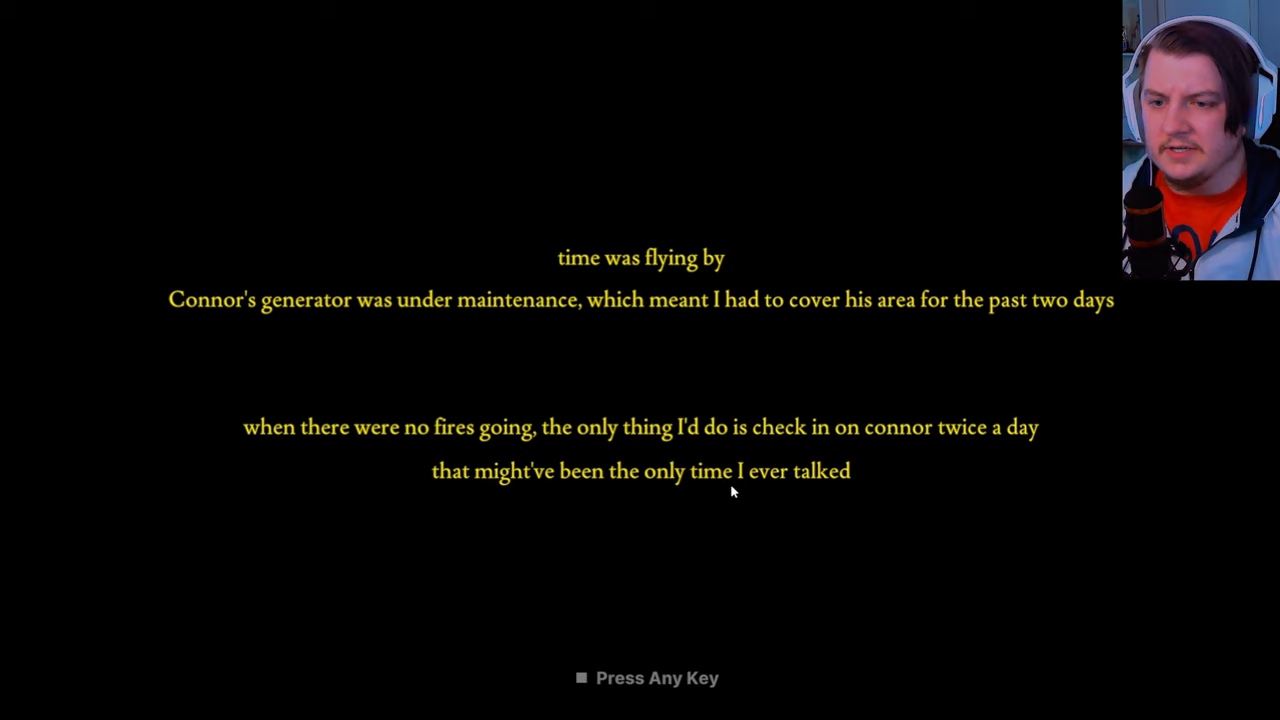 time was flying by
Connor's generator was under maintenance, which meant I had to cover his area for the past two days
when there were no fires going, the only thing I'd do is check in on connor twice a day
that might've been the only time I ever talked
Press Any Key